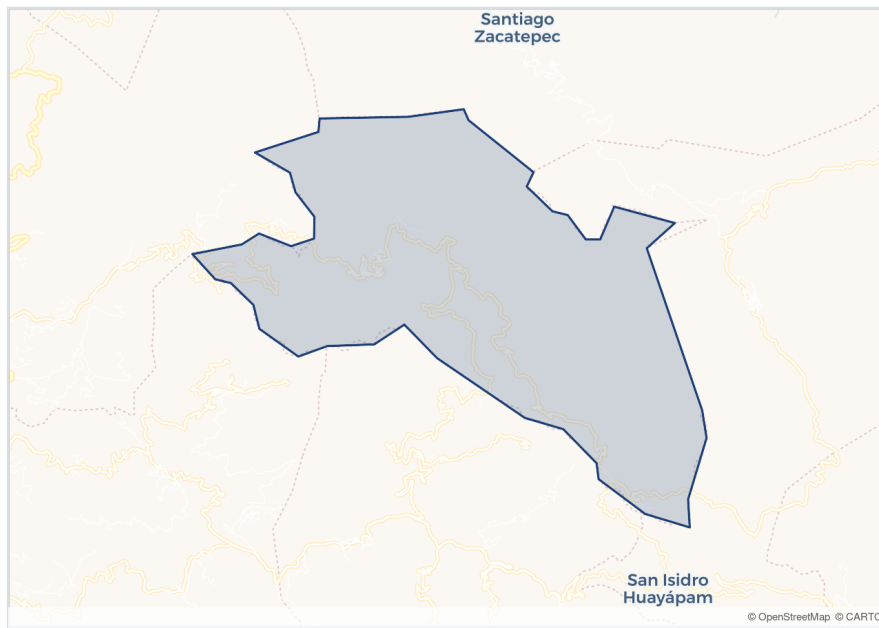 Santiago
Zacatepec
San Isidro
Huayápam
© OpenStreetMap © CARTO